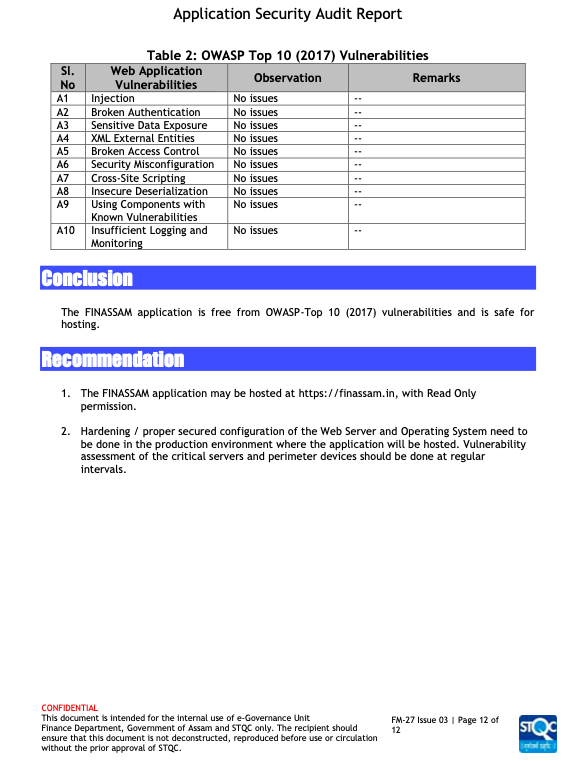 Application Security Audit Report
Table 2: OWASP Top 10 (2017) Vulnerabilities
Sl. No | Web Application Vulnerabilities | Observation | Remarks
A1 | Injection | No issues | --
A2 | Broken Authentication | No issues | --
A3 | Sensitive Data Exposure | No issues | --
A4 | XML External Entities | No issues | --
A5 | Broken Access Control | No issues | --
A6 | Security Misconfiguration | No issues | --
A7 | Cross-Site Scripting | No issues | --
A8 | Insecure Deserialization | No issues | --
A9 | Using Components with Known Vulnerabilities | No issues | --
A10 | Insufficient Logging and Monitoring | No issues | --
Conclusion
The FINASSAM application is free from OWASP-Top 10 (2017) vulnerabilities and is safe for
hosting.
Recommendation
1. The FINASSAM application may be hosted at https://finassam.in, with Read Only
permission.
2. Hardening / proper secured configuration of the Web Server and Operating System need to
be done in the production environment where the application will be hosted. Vulnerability
assessment of the critical servers and perimeter devices should be done at regular
intervals.
CONFIDENTIAL
This document is intended for the internal use of e-Governance Unit
Finance Department, Government of Assam and STQC only. The recipient should
ensure that this document is not deconstructed, reproduced before use or circulation
without the prior approval of STQC.
FM-27 Issue 03 | Page 12 of
12
STQC